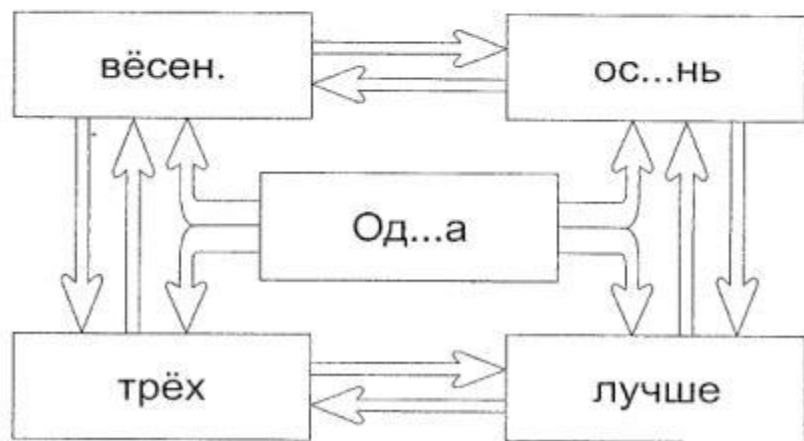 вёсен.
ос...нь
Од...а
трёх
лучше